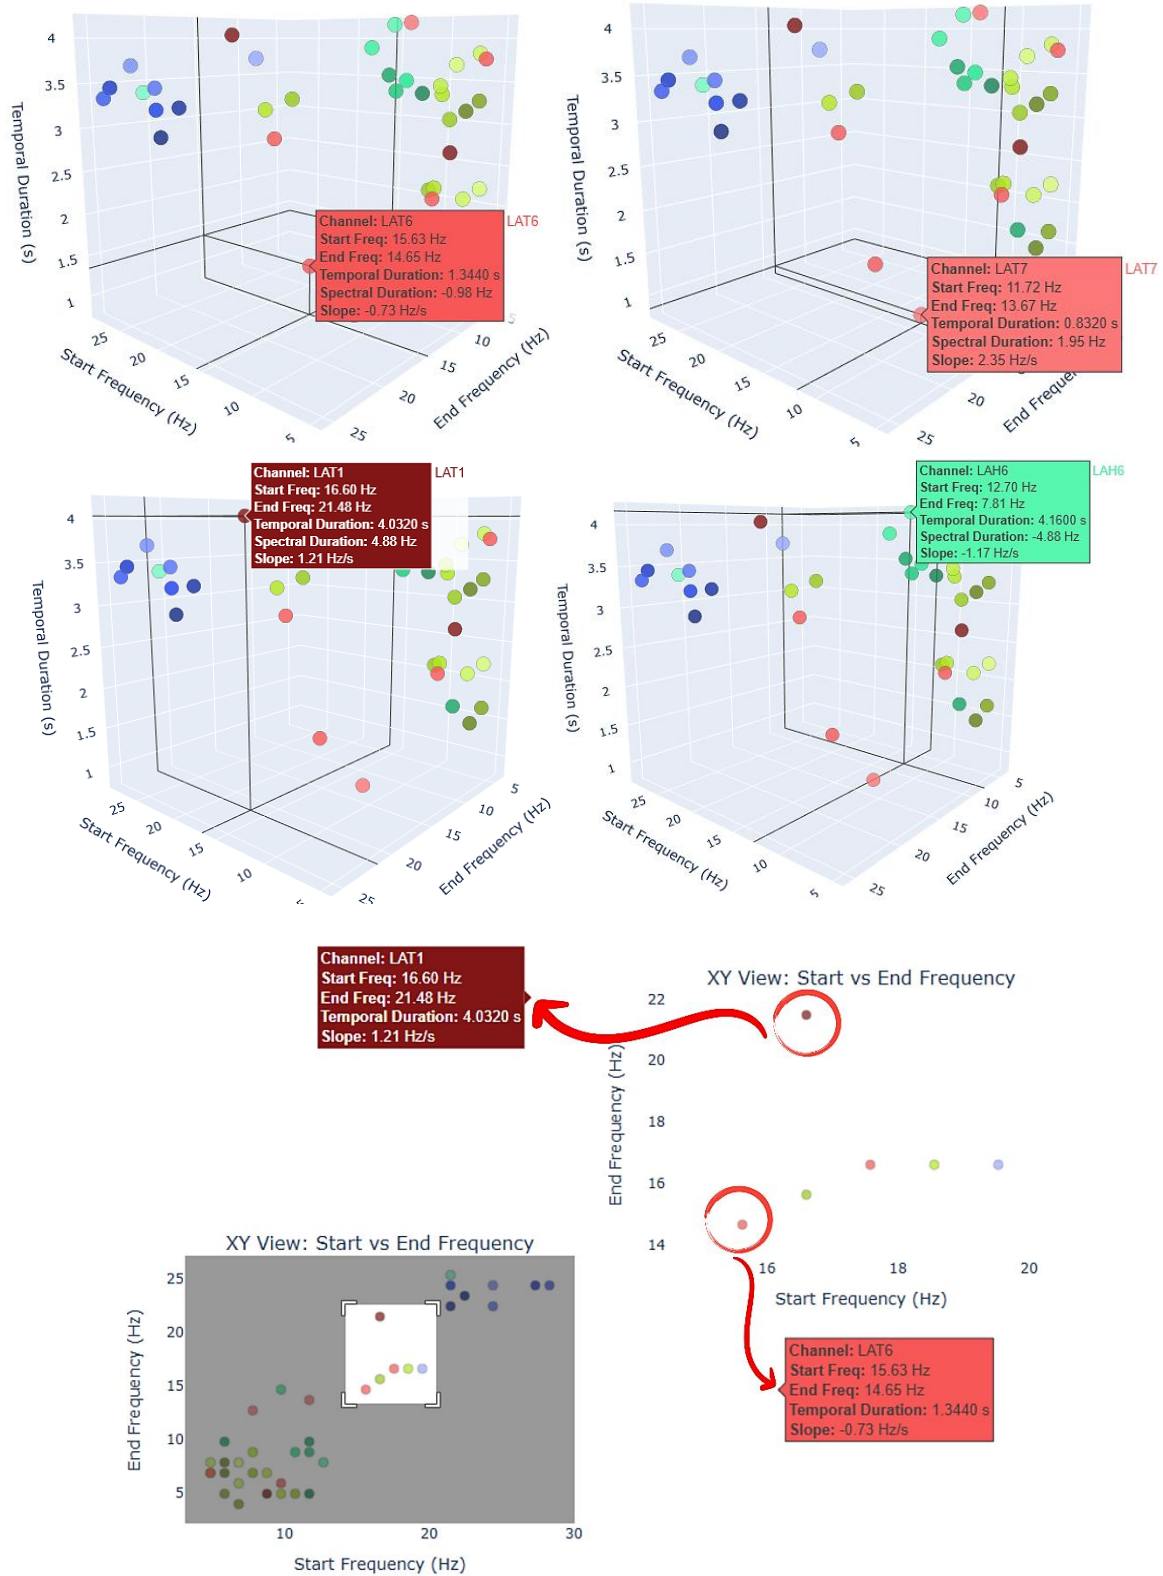 4
3.5
3
2.5
2
1.5
1
Temporal Duration (s)
25
20
15
10
5
Start Frequency (Hz)
5
10
15
20
25
End Frequency (Hz)
Channel: LAT6
Start Freq: 15.63 Hz
End Freq: 14.65 Hz
Temporal Duration: 1.3440 s
Spectral Duration: -0.98 Hz
Slope: -0.73 Hz/s
LAT6
4
3.5
3
2.5
2
1.5
1
Temporal Duration (s)
25
20
15
10
5
Start Frequency (Hz)
20
25
Channel: LAT7
Start Freq: 11.72 Hz
End Freq: 13.67 Hz
Temporal Duration: 0.8320 s
Spectral Duration: 1.95 Hz
Slope: 2.35 Hz/s
LAT7
4
3.5
3
2.5
2
1.5
1
Temporal Duration (s)
25
20
15
10
Start Frequency (Hz)
5
10
15
20
25
End Frequency (Hz)
Channel: LAT1
Start Freq: 16.60 Hz
End Freq: 21.48 Hz
Temporal Duration: 4.0320 s
Spectral Duration: 4.88 Hz
Slope: 1.21 Hz/s
LAT1
4
3.5
3
2.5
2
1.5
1
Temporal Duration (s)
25
20
15
10
5
Start Frequency (Hz)
5
10
15
20
25
End Frequency (Hz)
Channel: LAH6
Start Freq: 12.70 Hz
End Freq: 7.81 Hz
Temporal Duration: 4.1600 s
Spectral Duration: -4.88 Hz
Slope: -1.17 Hz/s
LAH6
Channel: LAT1
Start Freq: 16.60 Hz
End Freq: 21.48 Hz
Temporal Duration: 4.0320 s
Slope: 1.21 Hz/s
XY View: Start vs End Frequency
22
20
18
16
14
End Frequency (Hz)
16
18
20
Start Frequency (Hz)
XY View: Start vs End Frequency
25
20
15
10
5
End Frequency (Hz)
10
20
30
Start Frequency (Hz)
Channel: LAT6
Start Freq: 15.63 Hz
End Freq: 14.65 Hz
Temporal Duration: 1.3440 s
Slope: -0.73 Hz/s